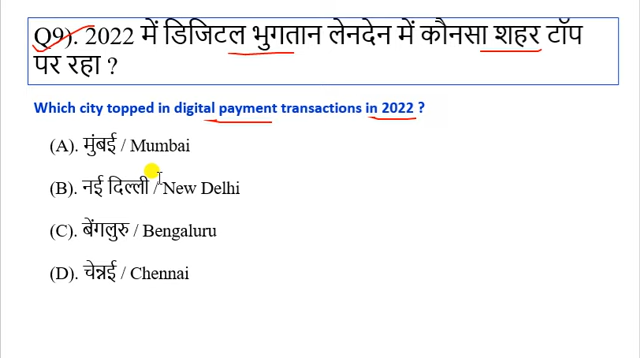 Q9). 2022 में डिजिटल भुगतान लेनदेन में कौनसा शहर टॉप
पर रहा ?
Which city topped in digital payment transactions in 2022 ?
(A). मुंबई / Mumbai
(B). नई दिल्ली / New Delhi
(C). बेंगलुरु / Bengaluru
(D). चेन्नई / Chennai